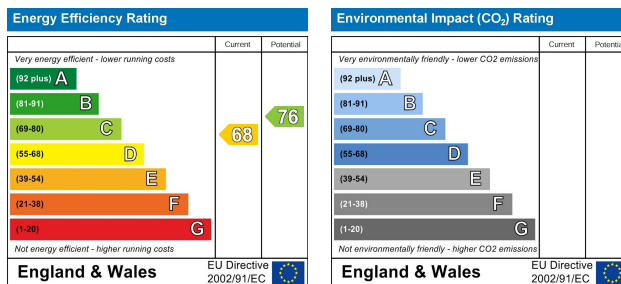 Energy Efficiency Rating
Current Potential
Very energy efficient - lower running costs
(92 plus) A
(81-91) B
(69-80) C
(55-68) D
(39-54) E
(21-38) F
(1-20) G
68
76
Not energy efficient - higher running costs
England & Wales
EU Directive
2002/91/EC
Environmental Impact (CO₂) Rating
Current Potential
Very environmentally friendly - lower CO2 emissions
(92 plus) A
(81-91) B
(69-80) C
(55-68) D
(39-54) E
(21-38) F
(1-20) G
Not environmentally friendly - higher CO2 emissions
England & Wales
EU Directive
2002/91/EC